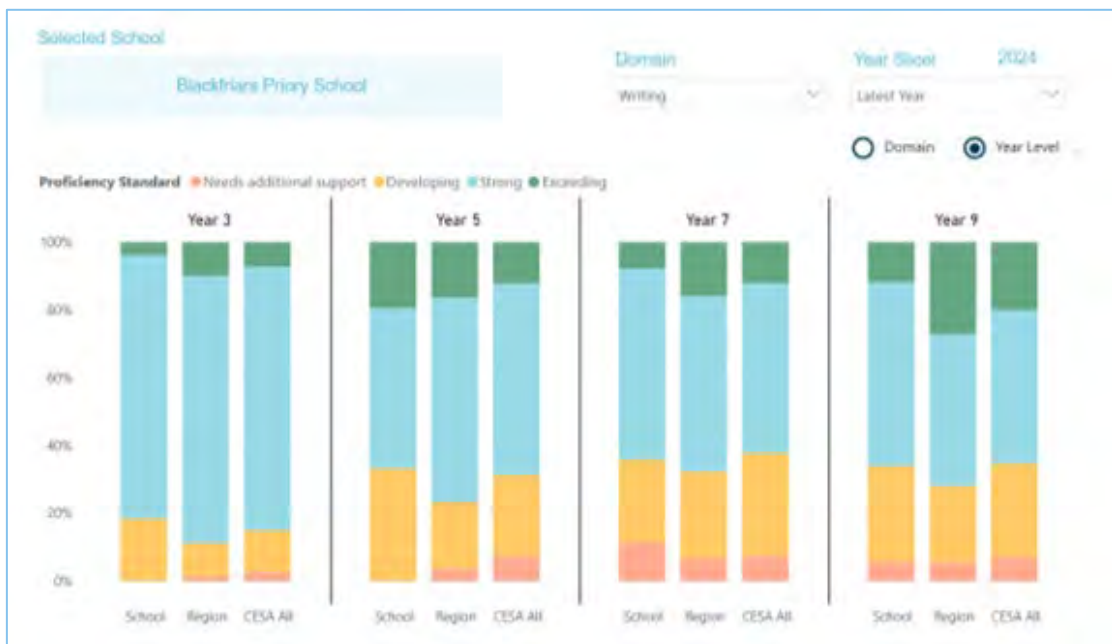 Selected School
Blackfriars Priory School
Domain
Year Slicer 2024
Writing
Latest Year
Domain Year Level
Proficiency Standard Needs additional support Developing Strong Exceeding
Year 3 Year 5 Year 7 Year 9
100%
80%
60%
40%
20%
0%
School Region CESA All School Region CESA All School Region CESA All School Region CESA All